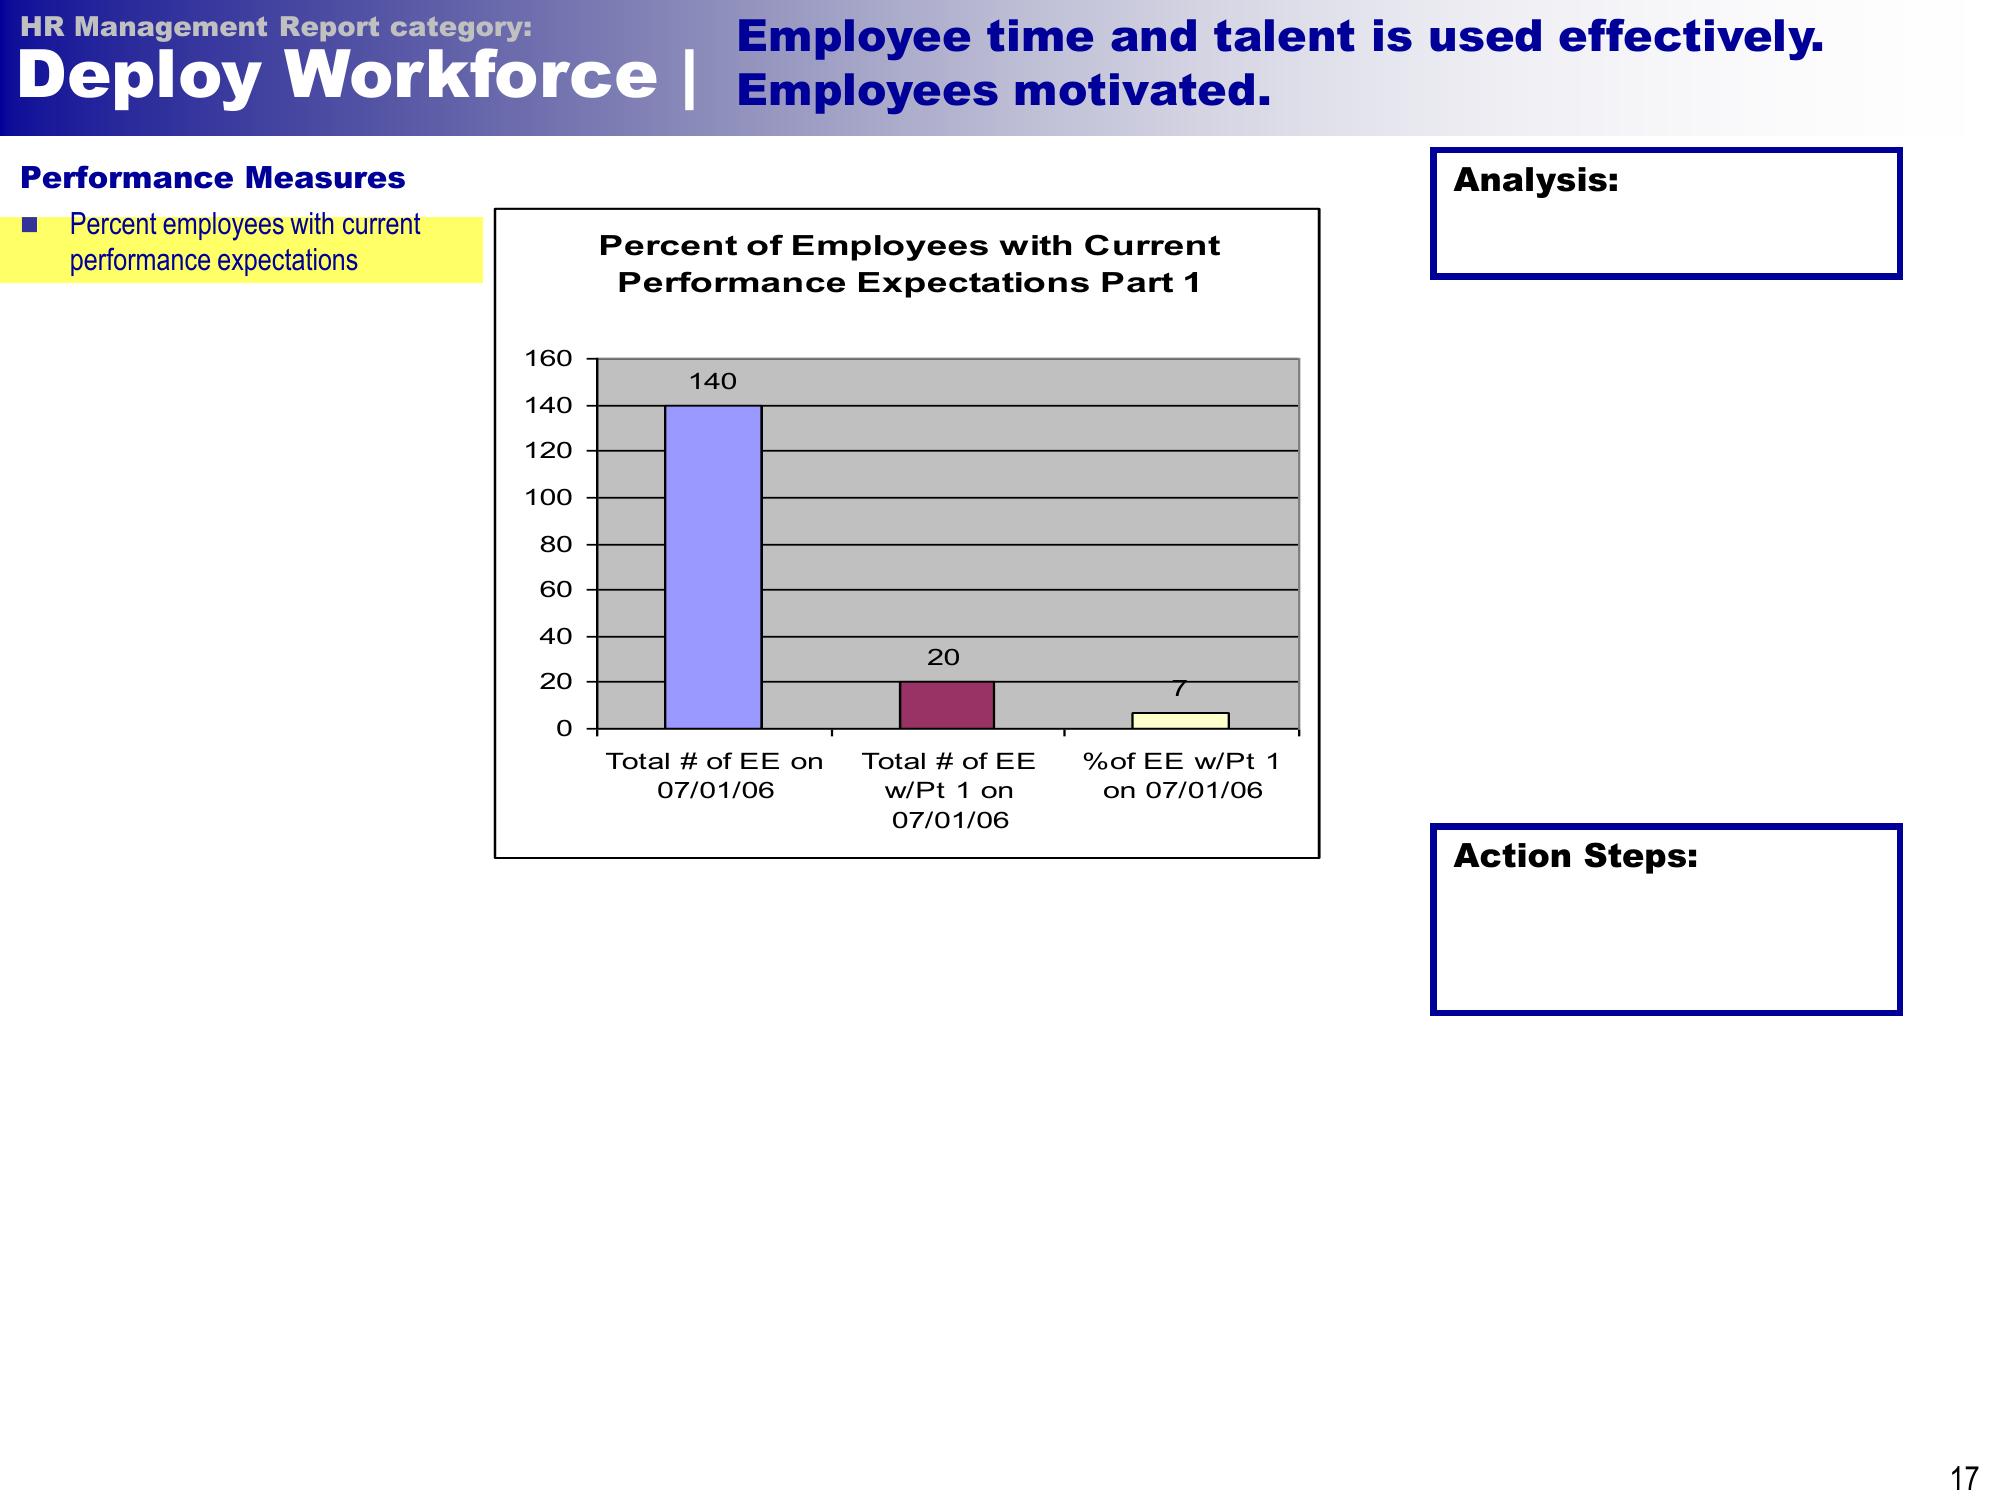 HR Management Report category:
Deploy Workforce |
Employee time and talent is used effectively.
Employees motivated.
Performance Measures
■ Percent employees with current
performance expectations
Percent of Employees with Current
Performance Expectations Part 1
160
140
120
100
80
60
40
20
0
140
20
7
Total # of EE on
07/01/06
Total # of EE
w/Pt 1 on
07/01/06
%of EE w/Pt 1
on 07/01/06
Analysis:
Action Steps:
17